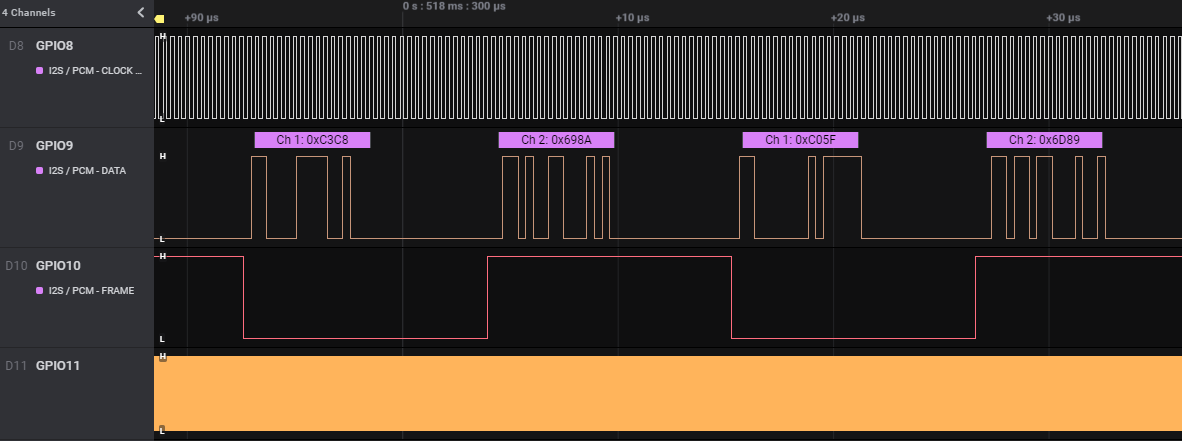 4 Channels
0 s : 518 ms : 300 µs
+90 µs
+10 µs
+20 µs
+30 µs
D8 GPIO8
I2S / PCM - CLOCK ...
H
L
D9 GPIO9
I2S / PCM - DATA
Ch 1: 0xC3C8
Ch 2: 0x698A
Ch 1: 0xC05F
Ch 2: 0x6D89
H
L
D10 GPIO10
I2S / PCM - FRAME
H
L
D11 GPIO11
H
L